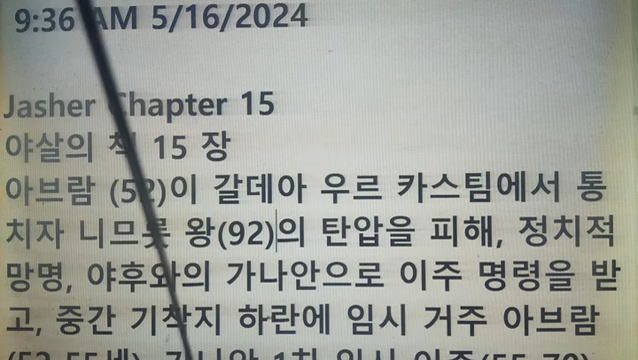 9:36 AM 5/16/2024
Jasher Chapter 15
야살의 책 15 장
아브람 (52)이 갈데아 우르 카스팀에서 통
치자 니므롯 왕(92)의 탄압을 피해, 정치적
망명, 야후와의 가나안으로 이주 명령을 받
고, 중간 기착지 하란에 임시 거주 아브람